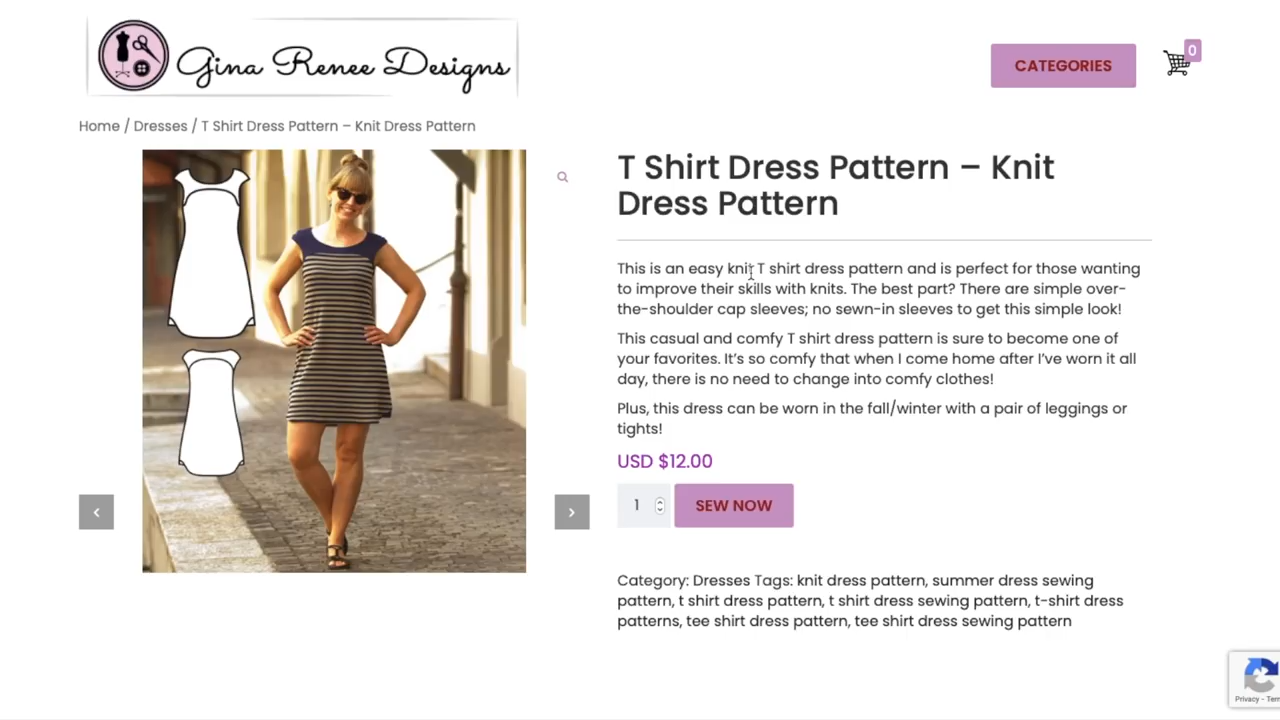 Gina Renee Designs
CATEGORIES
0
Home / Dresses / T Shirt Dress Pattern – Knit Dress Pattern
T Shirt Dress Pattern – Knit
Dress Pattern
This is an easy knit T shirt dress pattern and is perfect for those wanting
to improve their skills with knits. The best part? There are simple over-
the-shoulder cap sleeves; no sewn-in sleeves to get this simple look!
This casual and comfy T shirt dress pattern is sure to become one of
your favorites. It’s so comfy that when I come home after I’ve worn it all
day, there is no need to change into comfy clothes!
Plus, this dress can be worn in the fall/winter with a pair of leggings or
tights!
USD $12.00
1
SEW NOW
Category: Dresses Tags: knit dress pattern, summer dress sewing
pattern, t shirt dress pattern, t shirt dress sewing pattern, t-shirt dress
patterns, tee shirt dress pattern, tee shirt dress sewing pattern
Privacy - Tern